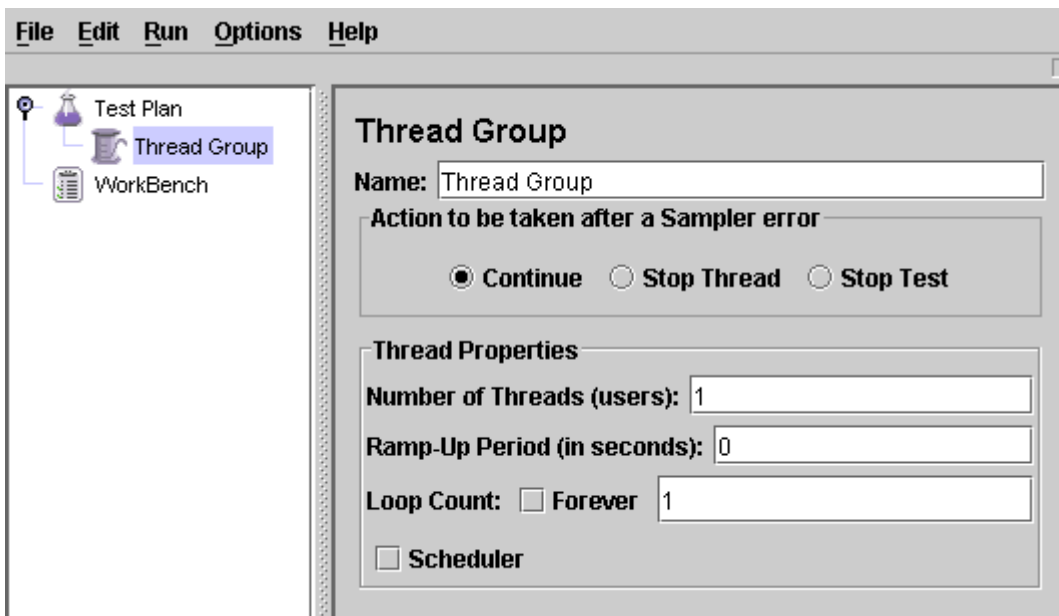 File Edit Run Options Help
Test Plan
Thread Group
WorkBench
Thread Group
Name: Thread Group
Action to be taken after a Sampler error
Continue Stop Thread Stop Test
Thread Properties
Number of Threads (users): 1
Ramp-Up Period (in seconds): 0
Loop Count: Forever 1
Scheduler